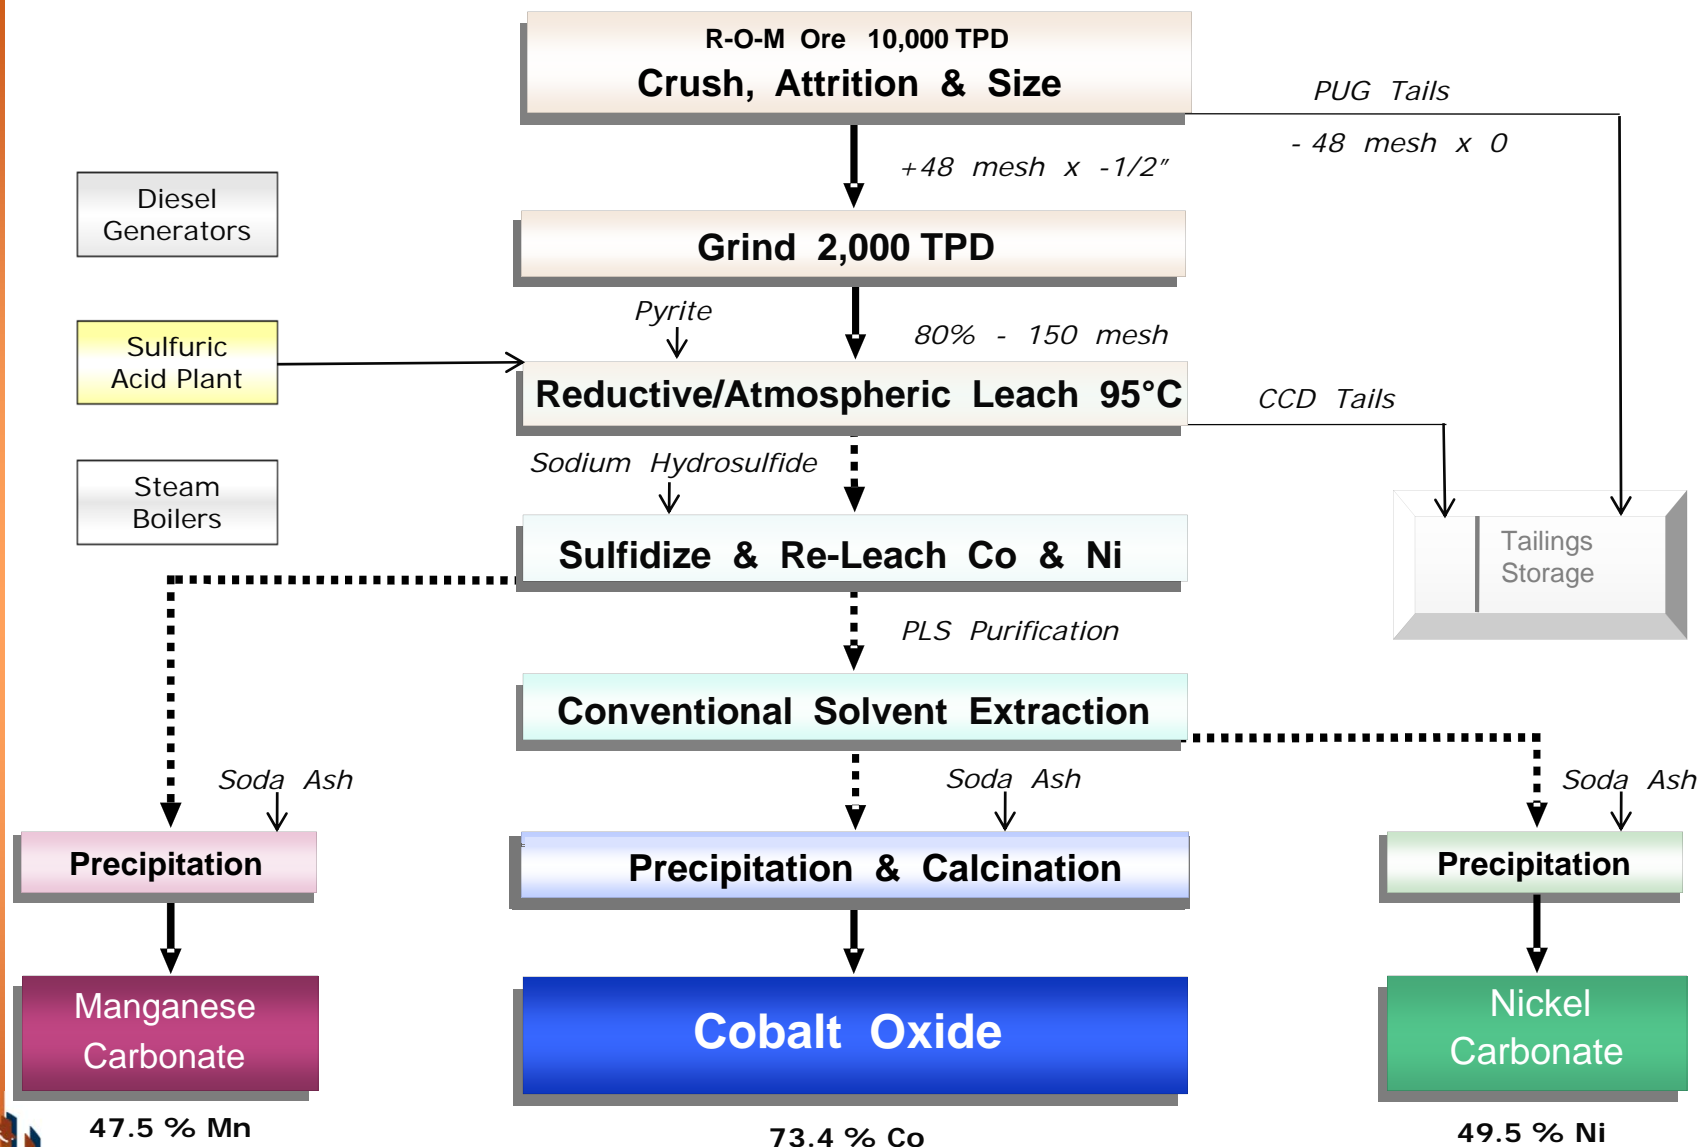 R-O-M Ore 10,000 TPD
Crush, Attrition & Size
PUG Tails
- 48 mesh x 0
+48 mesh x -1/2"
Diesel
Generators
Grind 2,000 TPD
Pyrite
80% - 150 mesh
Sulfuric
Acid Plant
Reductive/Atmospheric Leach 95°C
CCD Tails
Sodium Hydrosulfide
Steam
Boilers
Sulfidize & Re-Leach Co & Ni
Tailings
Storage
PLS Purification
Conventional Solvent Extraction
Soda Ash
Soda Ash
Soda Ash
Precipitation
Precipitation & Calcination
Precipitation
Manganese
Carbonate
Cobalt Oxide
Nickel
Carbonate
47.5 % Mn
73.4 % Co
49.5 % Ni